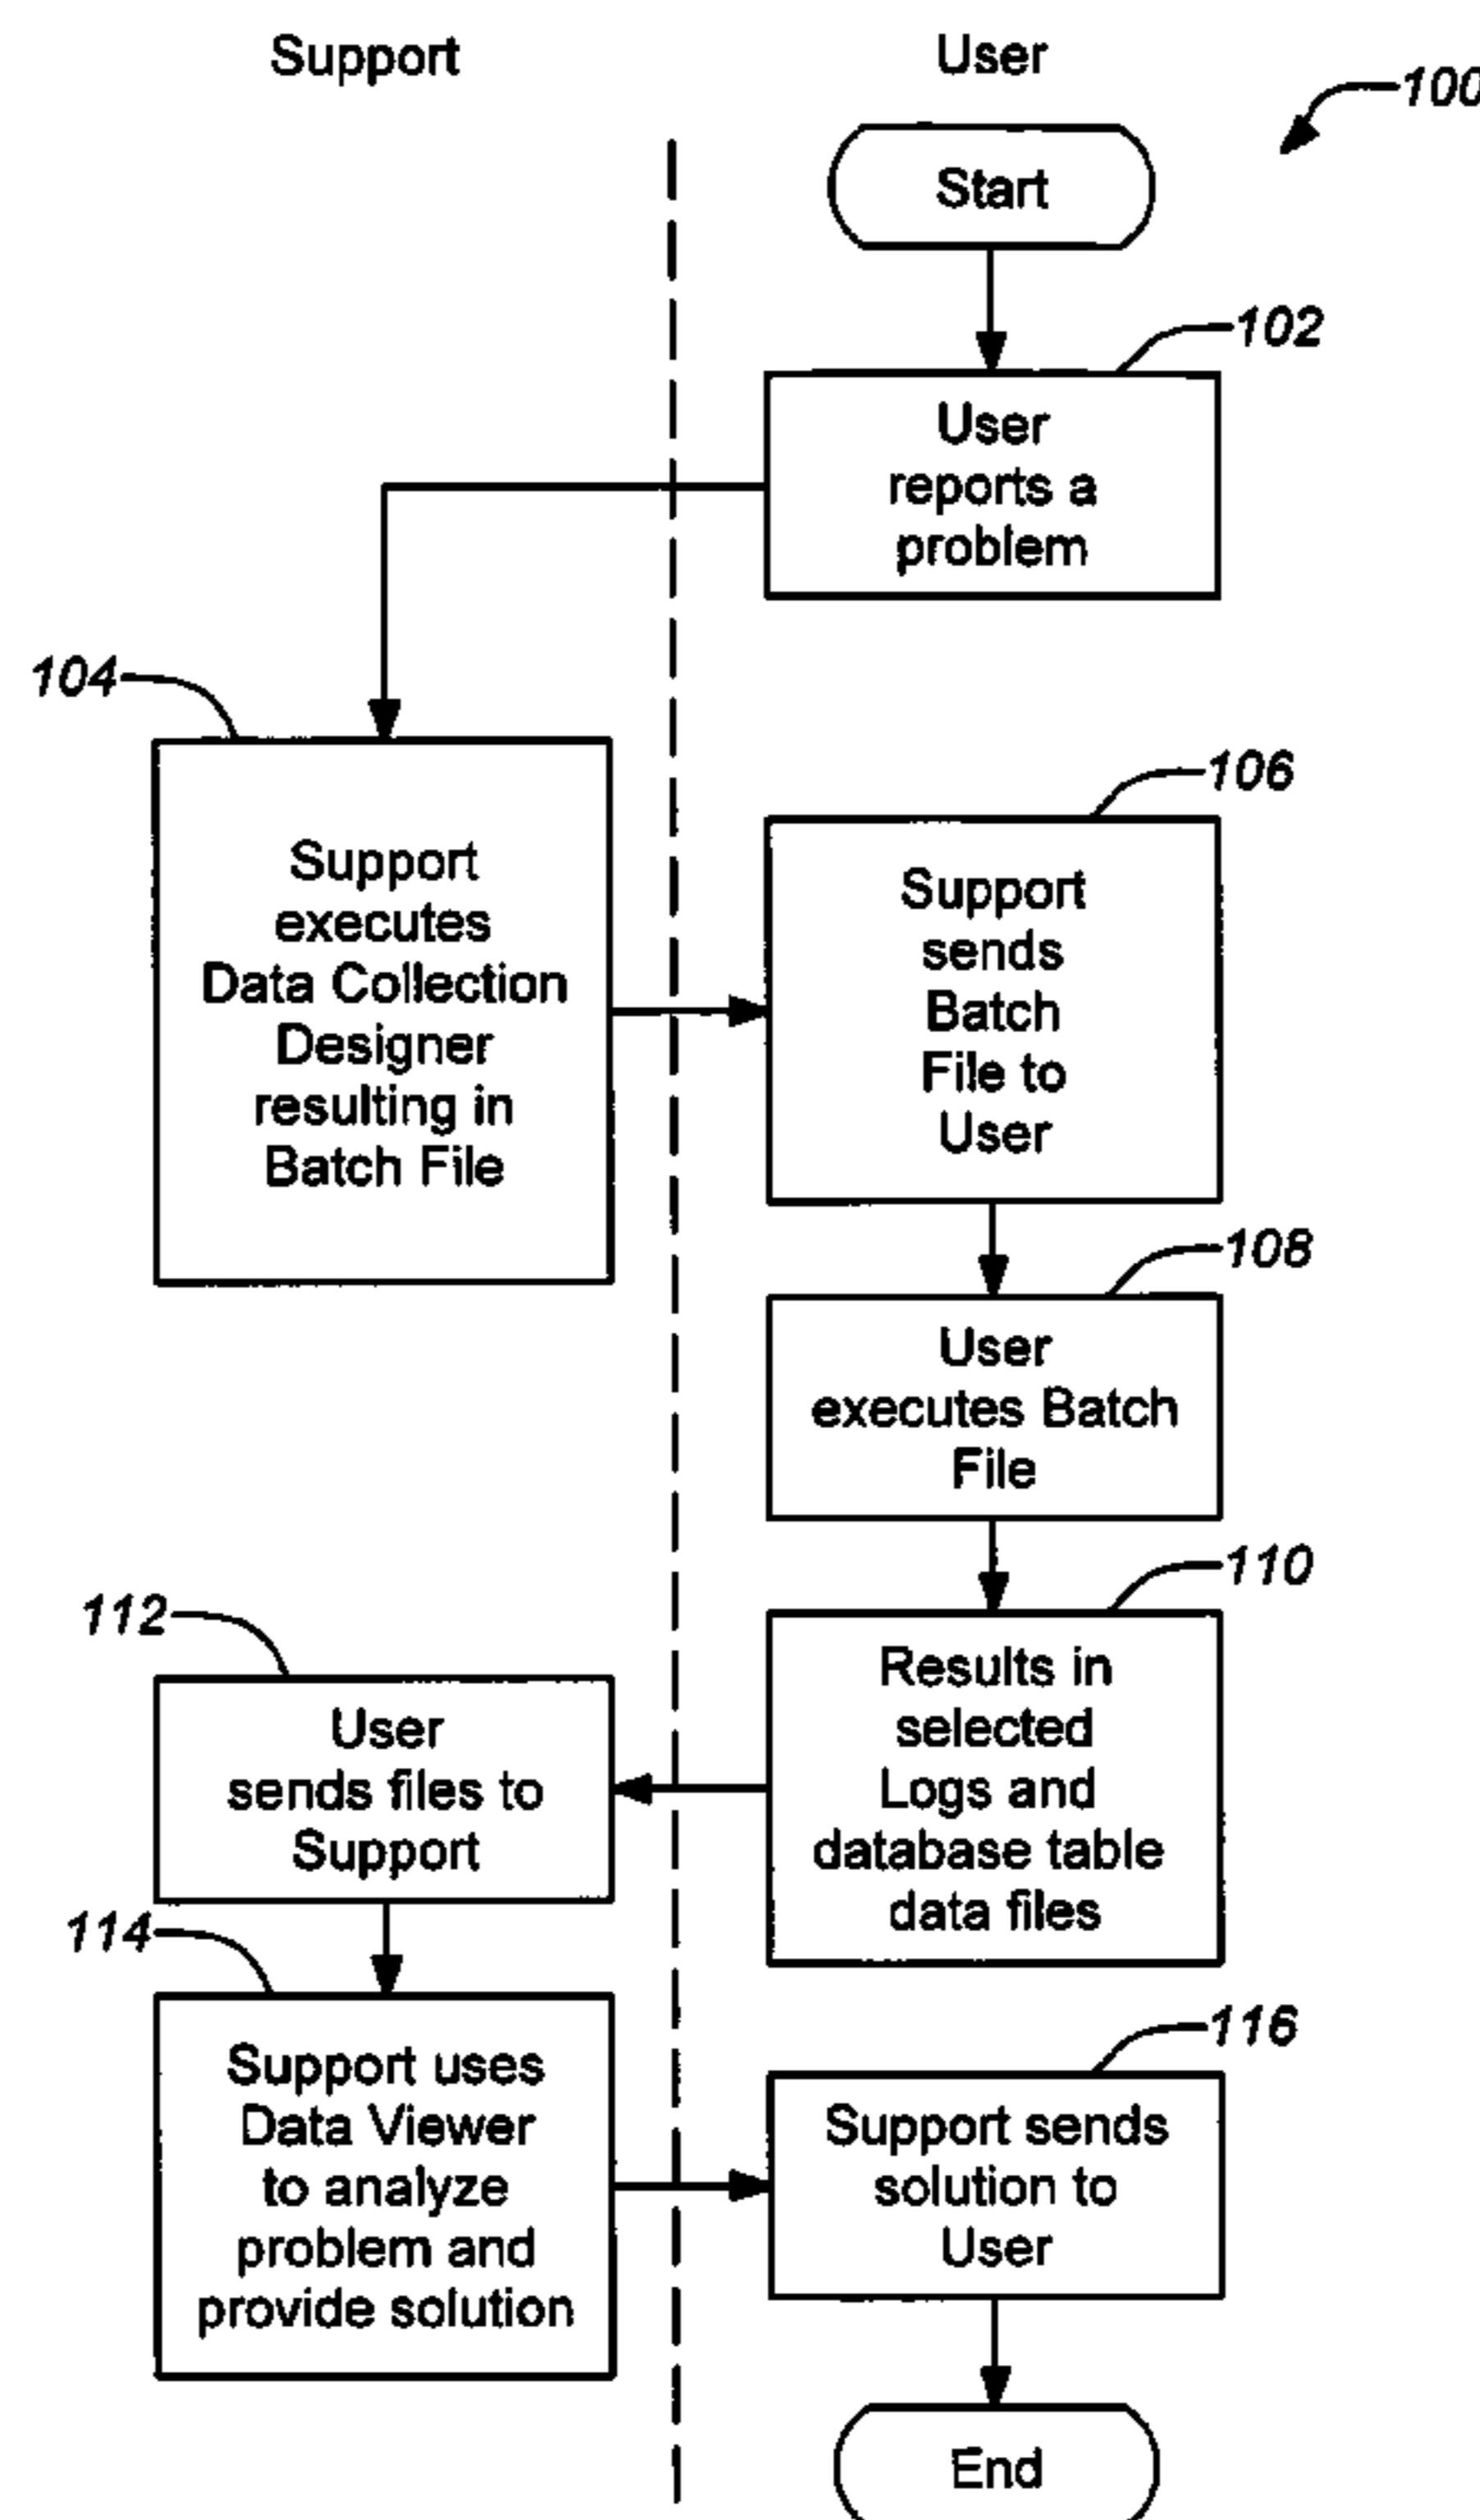 Support
User
100
Start
102
User
reports a
problem
104
Support
executes
Data Collection
Designer
resulting in
Batch File
106
Support
sends
Batch
File to
User
108
User
executes Batch
File
110
Results in
selected
Logs and
database table
data files
112
User
sends files to
Support
114
Support uses
Data Viewer
to analyze
problem and
provide solution
116
Support sends
solution to
User
End